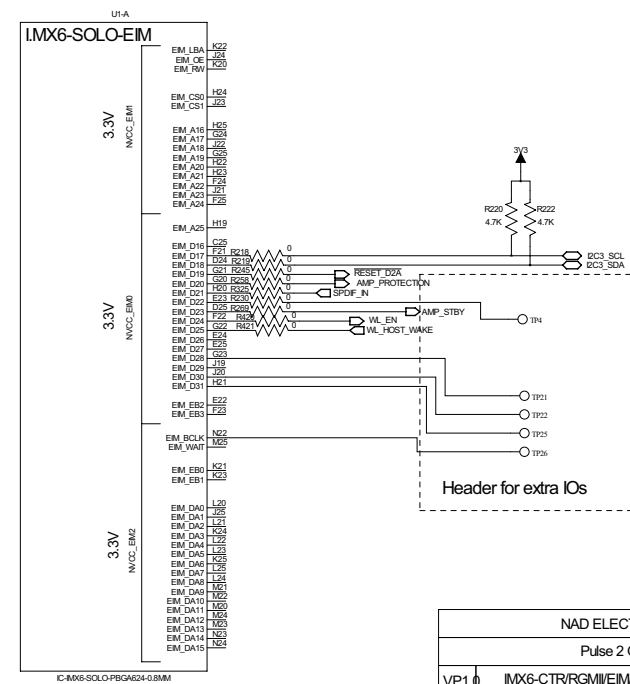 U1-A
I.MX6-SOLO-EIM
3.3V
NVCC_EIM1
EIM_LBA K22
EIM_OE J24
EIM_RW K20
EIM_CS0 H24
EIM_CS1 J23
EIM_A16 H25
EIM_A17 G24
EIM_A18 J22
EIM_A19 G25
EIM_A20 H22
EIM_A21 H23
EIM_A22 F24
EIM_A23 J21
EIM_A24 F25
3.3V
NVCC_EIM0
EIM_A25 H19
EIM_D16 C25
EIM_D17 F21 R218 0
EIM_D18 D24 R219 0
EIM_D19 G21 R245 0
EIM_D20 G20 R258 0
EIM_D21 H20 R325 0
EIM_D22 E23 R230 0
EIM_D23 D25 R269 0
EIM_D24 F22 0
EIM_D25 G22 R421 0
EIM_D26 E24
EIM_D27 E25
EIM_D28 G23
EIM_D29 J19
EIM_D30 J20
EIM_D31 H21
EIM_EB2 E22
EIM_EB3 F23
3.3V
NVCC_EIM2
EIM_BCLK N22
EIM_WAIT M25
EIM_EB0 K21
EIM_EB1 K23
EIM_DA0 L20
EIM_DA1 J25
EIM_DA2 L21
EIM_DA3 K24
EIM_DA4 L22
EIM_DA5 L23
EIM_DA6 K25
EIM_DA7 L25
EIM_DA8 L24
EIM_DA9 M21
EIM_DA10 M22
EIM_DA11 M20
EIM_DA12 M24
EIM_DA13 M23
EIM_DA14 N23
EIM_DA15 N24
IC-IMX6-SOLO-PBGA624-0.8MM
3V3
R220 R222
4.7K 4.7K
I2C3_SCL
I2C3_SDA
RESET_D2A
AMP_PROTECTION
SPDIF_IN
AMP_STBY
WL_EN
WL_HOST_WAKE
TP4
TP21
TP22
TP25
TP26
Header for extra IOs
NAD ELECT
Pulse 2
VP1.0 IMX6-CTR/RGMII/EIM